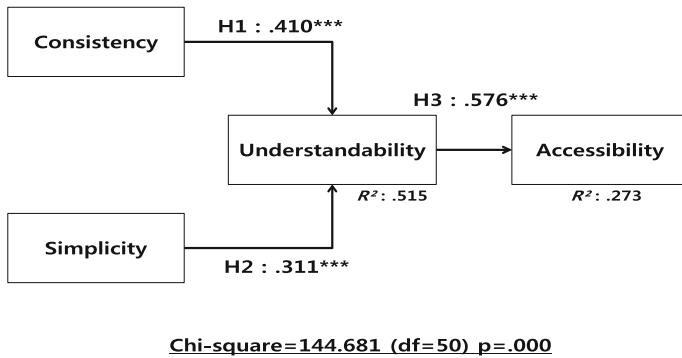 Consistency
H1 : .410***
H3 : .576***
Understandability
Accessibility
R² : .515
R² : .273
Simplicity
H2 : .311***
Chi-square=144.681 (df=50) p=.000